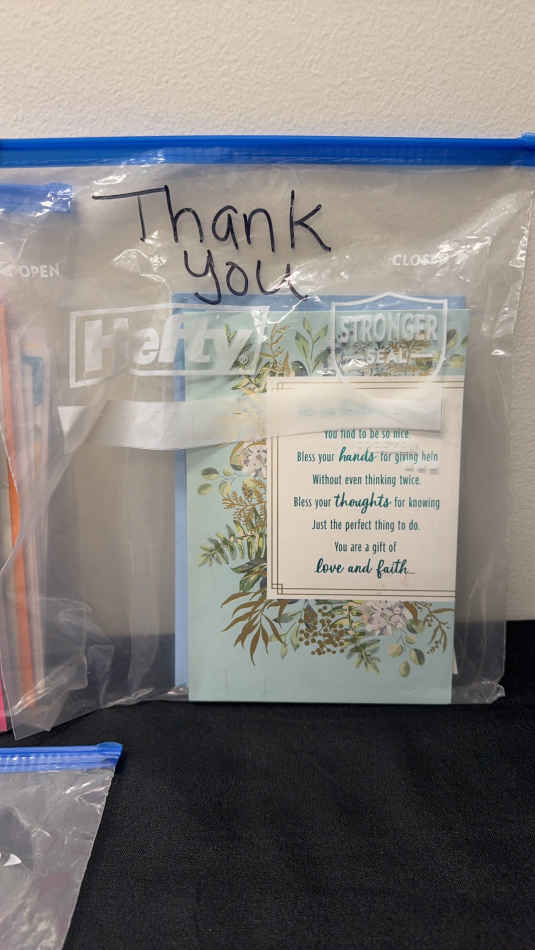 Thank
you
OPEN
CLOSE
Hefty
STRONGER
SEAL
You find to be so nice
Bless your hands for giving help
Without even thinking twice.
Bless your thoughts for knowing
Just the perfect thing to do.
You are a gift of
love and faith...